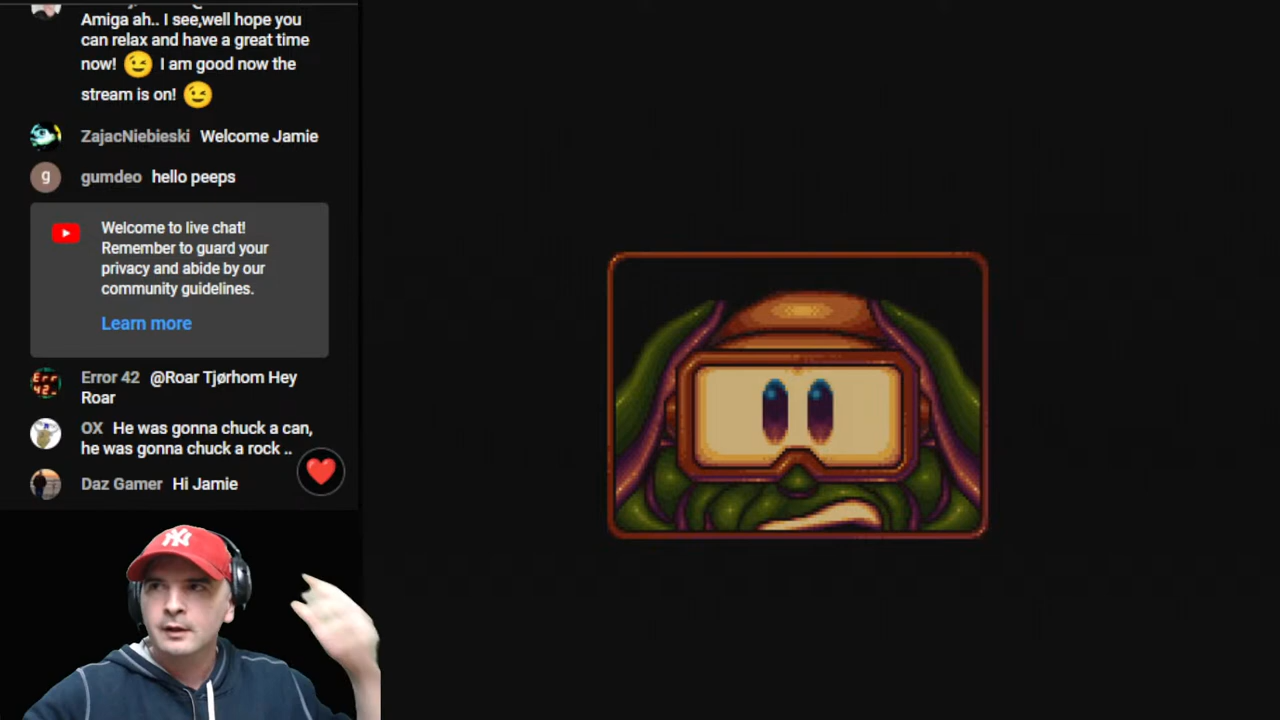 Amiga ah.. I see,well hope you
can relax and have a great time
now! 😉 I am good now the
stream is on! 😉
ZajacNiebieski Welcome Jamie
g gumdeo hello peeps
Welcome to live chat!
Remember to guard your
privacy and abide by our
community guidelines.
Learn more
Error 42 @Roar Tjørhom Hey
Roar
OX He was gonna chuck a can,
he was gonna chuck a rock ..
Daz Gamer Hi Jamie